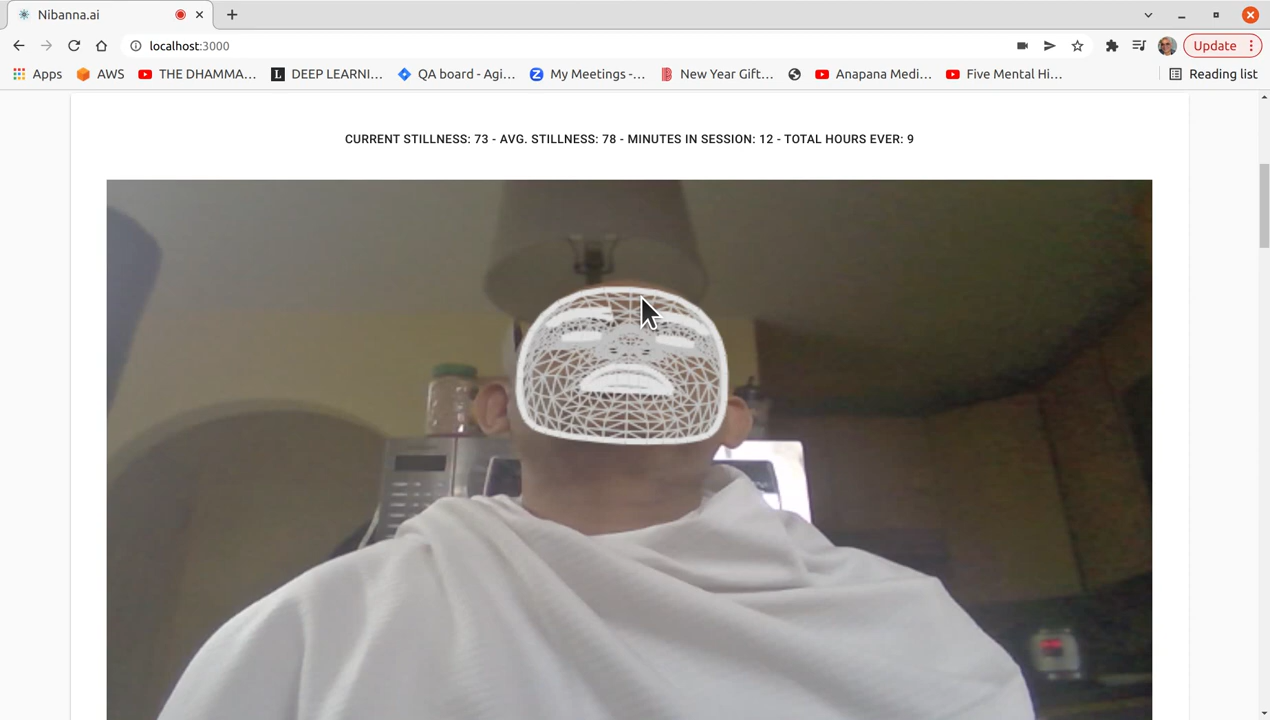 Nibanna.ai
localhost:3000
Update
Apps
AWS
THE DHAMMA...
DEEP LEARNI...
QA board - Agi...
My Meetings -...
New Year Gift...
Anapana Medi...
Five Mental Hi...
Reading list
CURRENT STILLNESS: 73 - AVG. STILLNESS: 78 - MINUTES IN SESSION: 12 - TOTAL HOURS EVER: 9